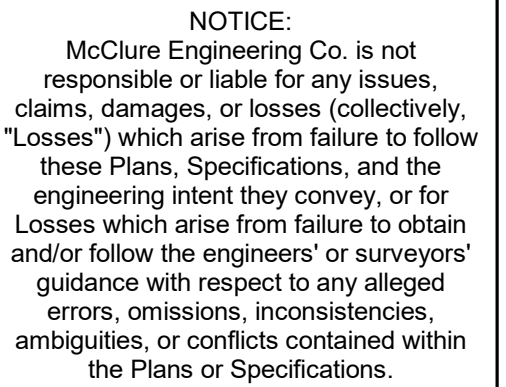 NOTICE:
McClure Engineering Co. is not
responsible or liable for any issues,
claims, damages, or losses (collectively,
"Losses") which arise from failure to follow
these Plans, Specifications, and the
engineering intent they convey, or for
Losses which arise from failure to obtain
and/or follow the engineers' or surveyors'
guidance with respect to any alleged
errors, omissions, inconsistencies,
ambiguities, or conflicts contained within
the Plans or Specifications.